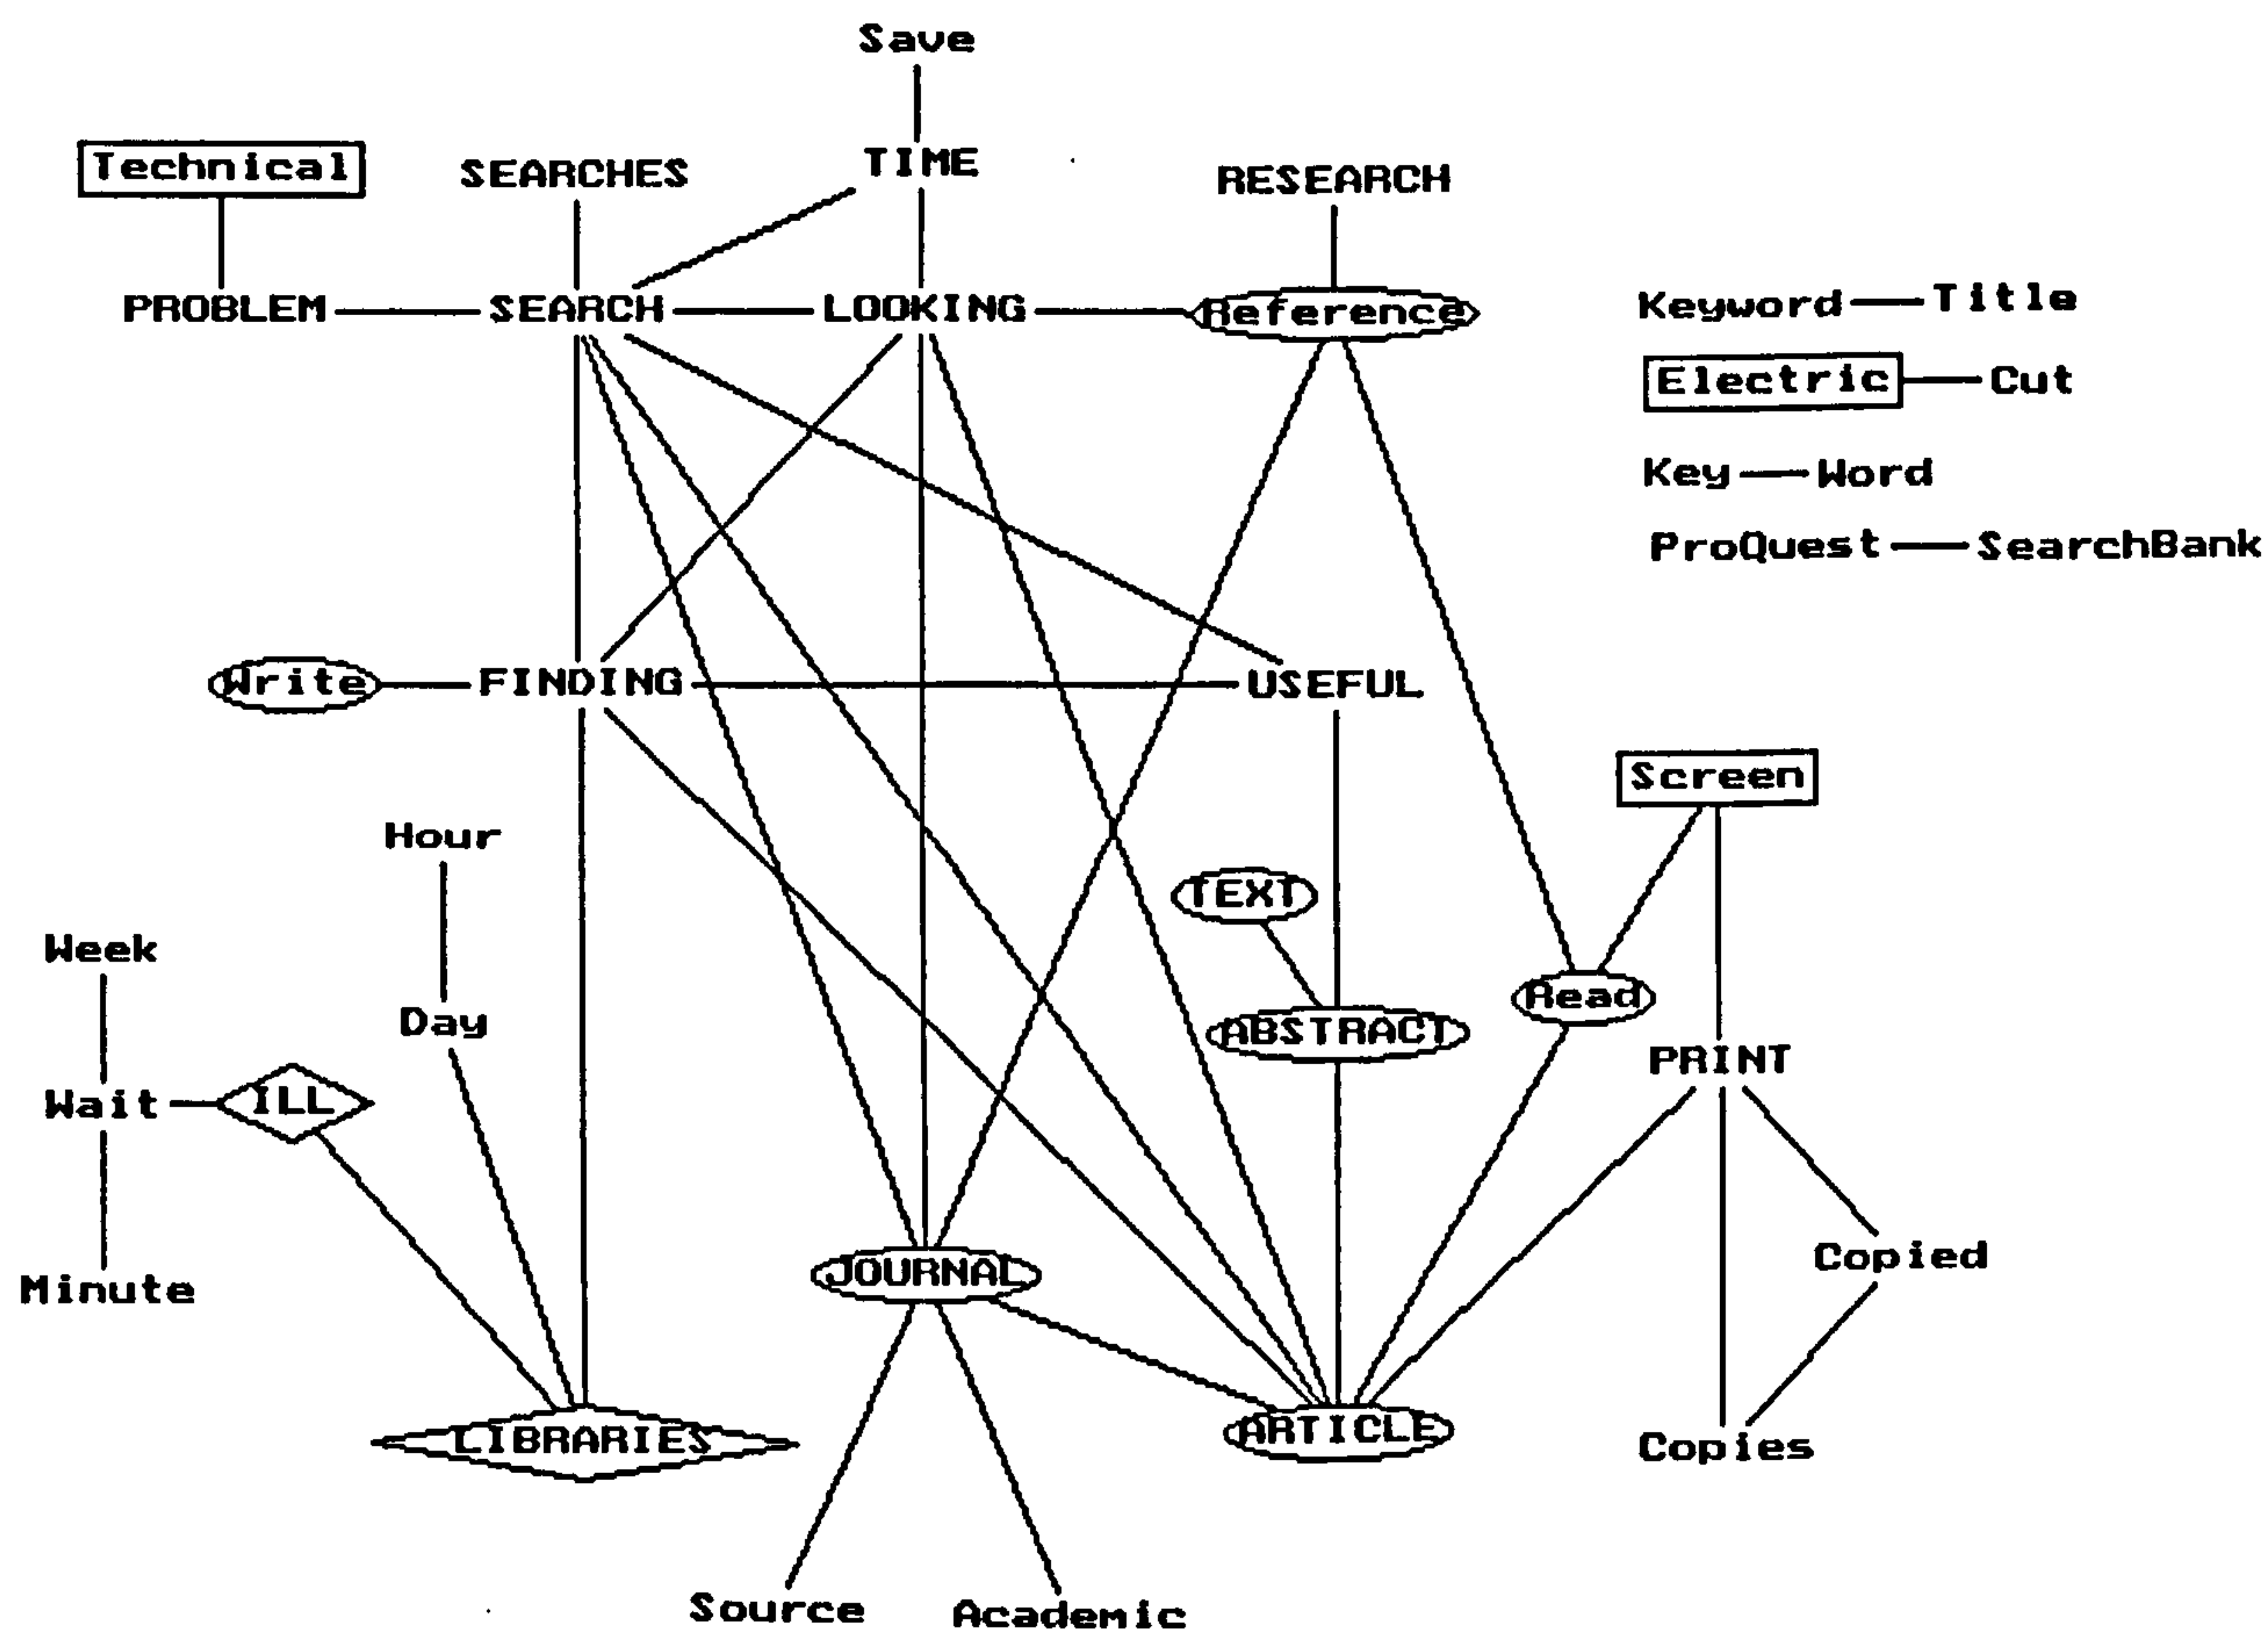 Save
Technical
SEARCHES
TIME
RESEARCH
PROBLEM
SEARCH
LOOKING
Reference
Keyword
Title
Electric
Cut
Key
Word
ProQuest
SearchBank
Write
FINDING
USEFUL
Screen
Hour
TEXT
Week
Read
Day
ABSTRACT
PRINT
Wait
ILL
Copied
JOURNAL
Minute
LIBRARIES
ARTICLE
Copies
Source
Academic